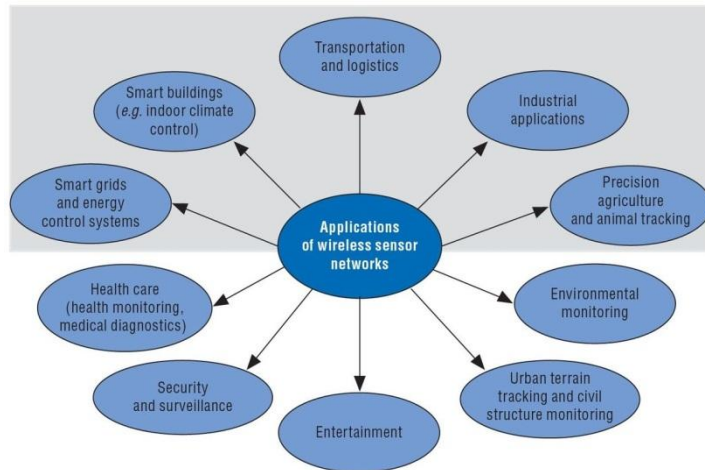 Transportation
and logistics
Smart buildings
(e.g. indoor climate
control)
Industrial
applications
Smart grids
and energy
control systems
Precision
agriculture
and animal tracking
Applications
of wireless sensor
networks
Health care
(health monitoring,
medical diagnostics)
Environmental
monitoring
Security
and surveillance
Urban terrain
tracking and civil
structure monitoring
Entertainment